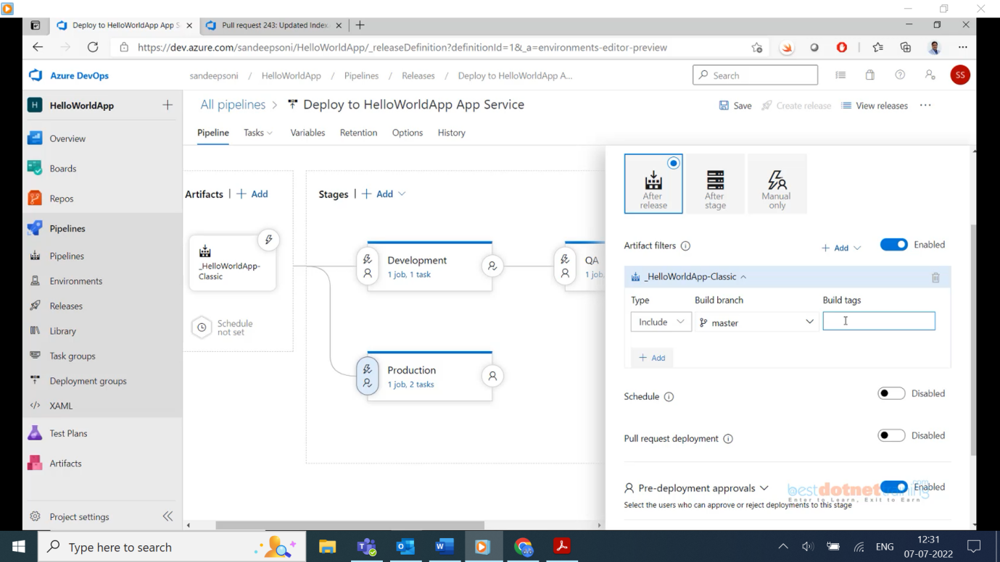 Deploy to HelloWorldApp App S
Pull request 243: Updated Index.
https://dev.azure.com/sandeepsoni/HelloWorldApp/_releaseDefinition?definitionId=1&_a=environments-editor-preview
Azure DevOps
sandeepsoni / HelloWorldApp / Pipelines / Releases / Deploy to HelloWorldApp A...
Search
SS
H HelloWorldApp
Overview
Boards
Repos
Pipelines
Pipelines
Environments
Releases
Library
Task groups
Deployment groups
XAML
Test Plans
Artifacts
Project settings
All pipelines > Deploy to HelloWorldApp App Service
Save Create release View releases
Pipeline Tasks Variables Retention Options History
Artifacts | + Add
_HelloWorldApp-
Classic
Schedule
not set
Stages | + Add
Development
1 job, 1 task
QA
1 job,
Production
1 job, 2 tasks
After
release
After
stage
Manual
only
Artifact filters
+ Add
Enabled
_HelloWorldApp-Classic
Type Build branch Build tags
Include master
+ Add
Schedule
Disabled
Pull request deployment
Disabled
Pre-deployment approvals
Enabled
Select the users who can approve or reject deployments to this stage
bestdotnettraining.com
Enter to Learn, Exit to Earn
Type here to search
ENG
12:31
07-07-2022